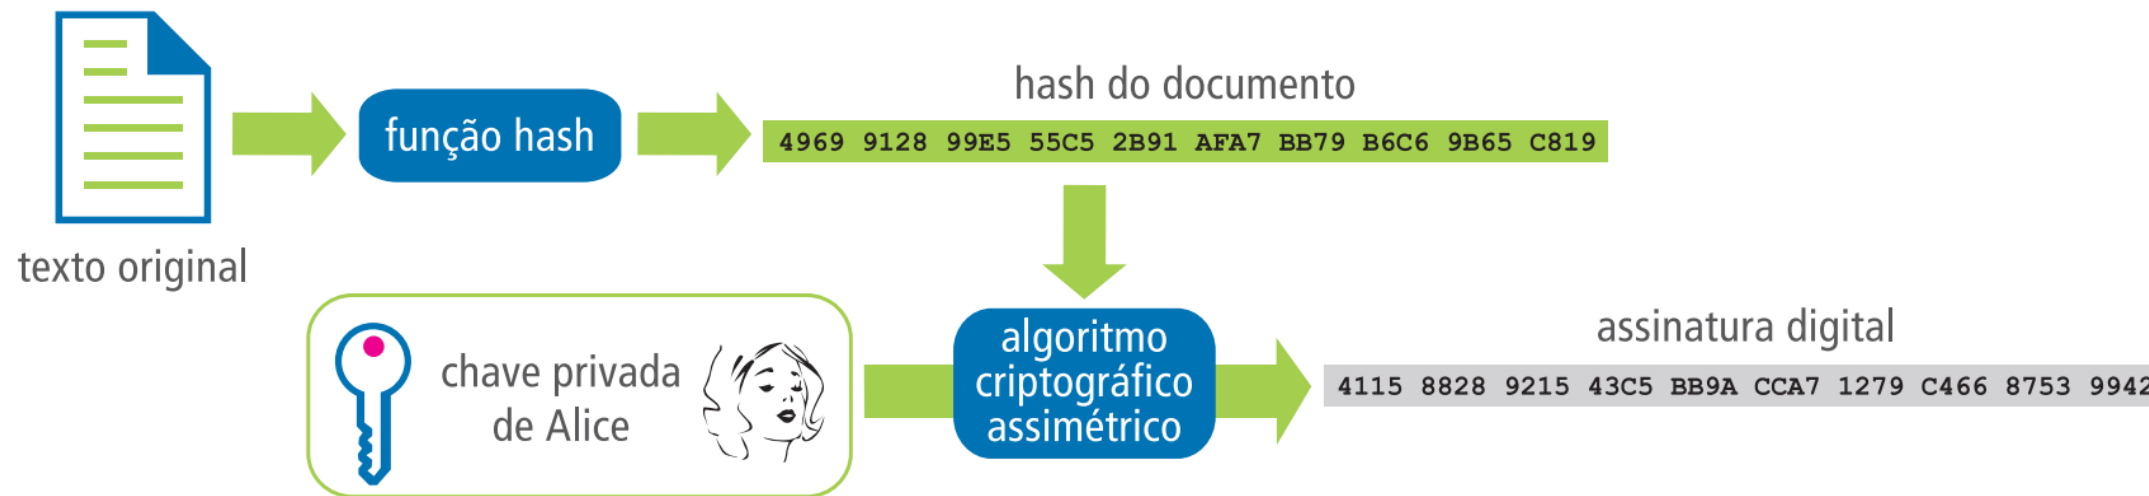 hash do documento
função hash
4969 9128 99E5 55C5 2B91 AFA7 BB79 B6C6 9B65 C819
texto original
chave privada
de Alice
algoritmo
criptográfico
assimétrico
assinatura digital
4115 8828 9215 43C5 BB9A CCA7 1279 C466 8753 9942